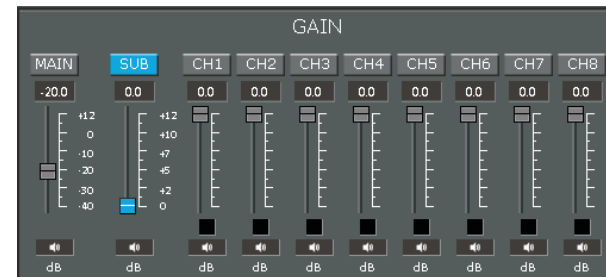 GAIN
MAIN SUB CH1 CH2 CH3 CH4 CH5 CH6 CH7 CH8
-20.0 0.0 0.0 0.0 0.0 0.0 0.0 0.0 0.0 0.0
+12 +12
0 +10
-10 +7
-20 +5
-30 +2
-40 0
dB dB dB dB dB dB dB dB dB dB